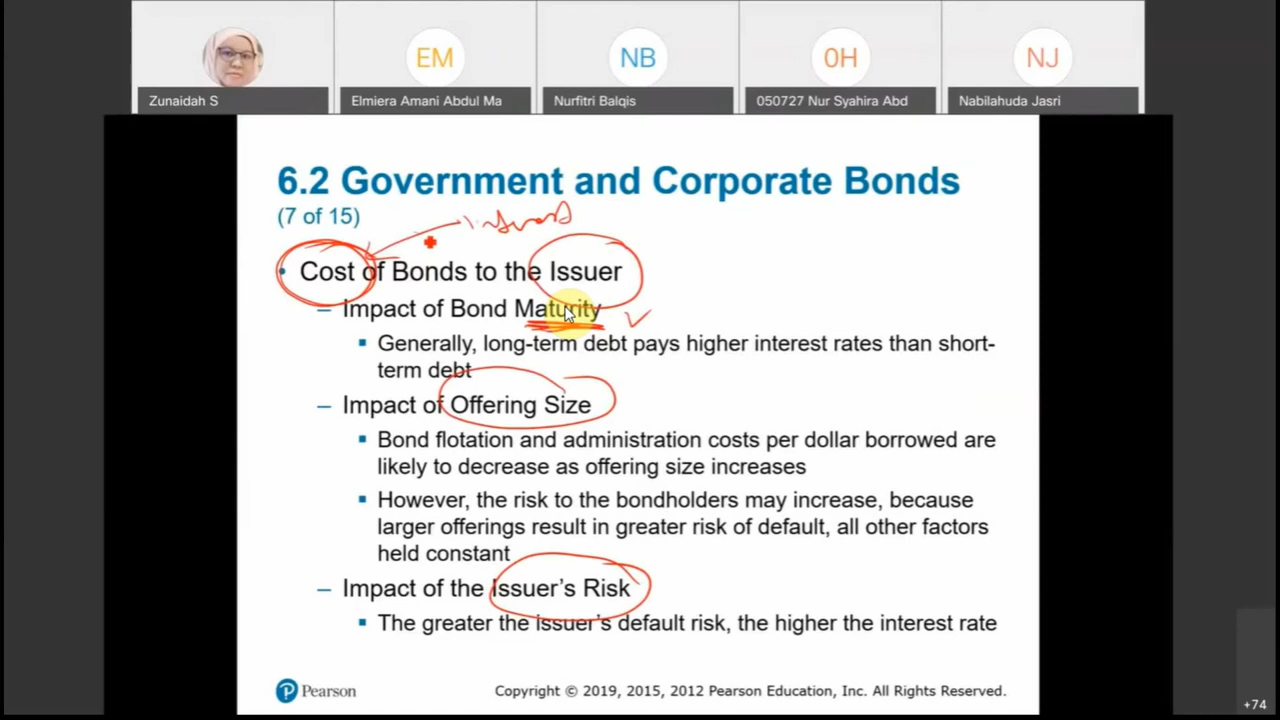 EM
NB
0H
NJ
Zunaidah S
Elmiera Amani Abdul Ma
Nurfitri Balqis
050727 Nur Syahira Abd
Nabilahuda Jasri
6.2 Government and Corporate Bonds
(7 of 15)
• Cost of Bonds to the Issuer
– Impact of Bond Maturity
▪ Generally, long-term debt pays higher interest rates than short-
term debt
– Impact of Offering Size
▪ Bond flotation and administration costs per dollar borrowed are
likely to decrease as offering size increases
▪ However, the risk to the bondholders may increase, because
larger offerings result in greater risk of default, all other factors
held constant
– Impact of the Issuer’s Risk
▪ The greater the issuer’s default risk, the higher the interest rate
P Pearson
Copyright © 2019, 2015, 2012 Pearson Education, Inc. All Rights Reserved.
+74